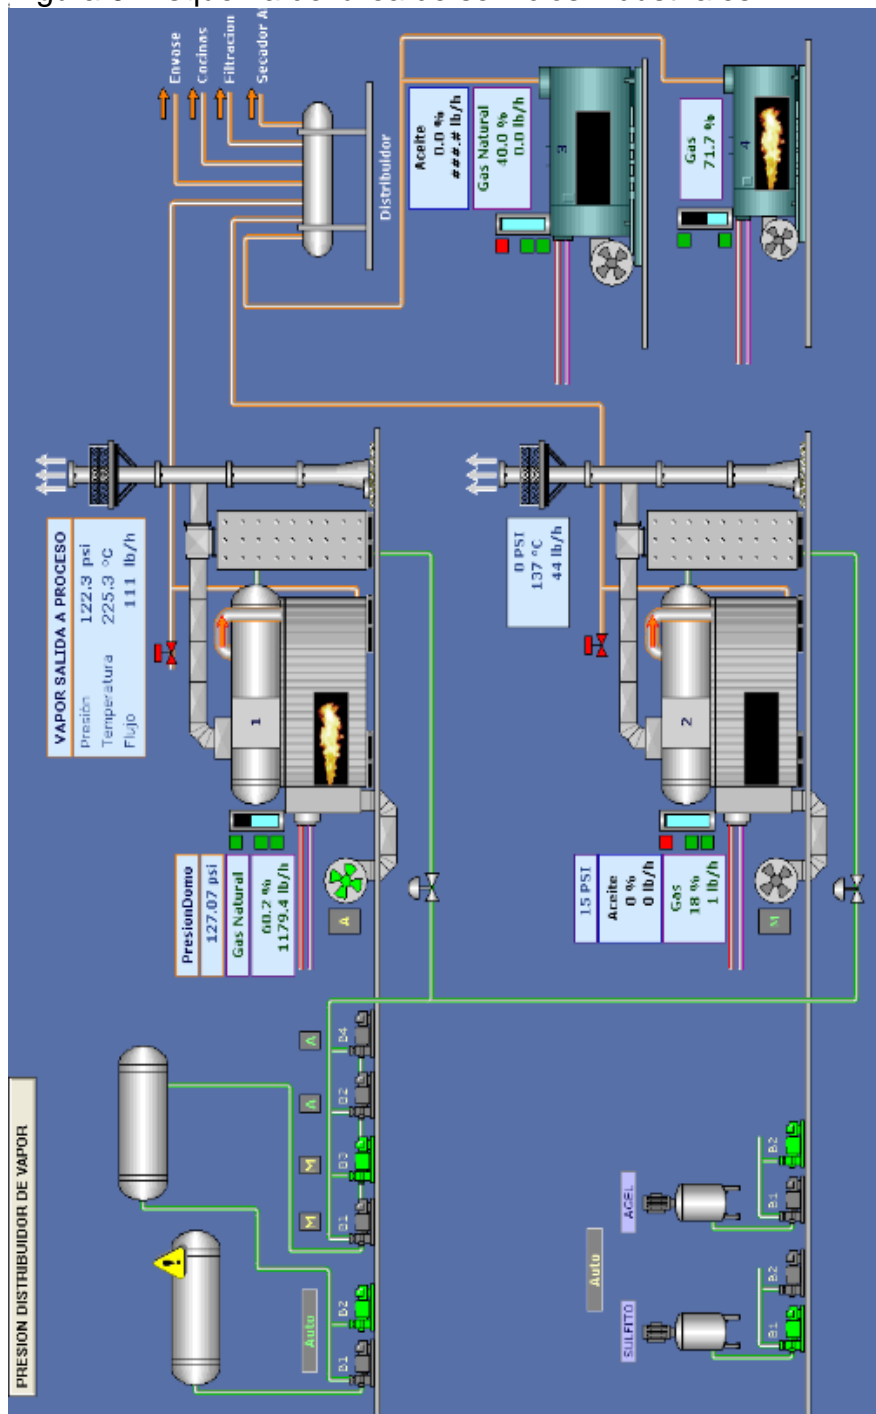 PRESION DISTRIBUIDOR DE VAPOR
VAPOR SALIDA A PROCESO
Presión 122.3 psi
Temperatura 225.3 °C
Flujo 111 lb/h
Envase
Cocinas
Filtracion
Secador A
Distribuidor
PresionDomo
127.07 psi
Gas Natural
60.2 %
1179.4 lb/h
1
A
Auto
B1
B2
M
M
A
A
B1
B3
B2
B4
Aceite
0.0 %
###.# lb/h
Gas Natural
40.0 %
0.0 lb/h
3
Gas
71.7 %
4
0 PSI
137 °C
44 lb/h
2
15 PSI
Aceite
0 %
0 lb/h
Gas
18 %
1 lb/h
M
Auto
SULFITO
AGEL
B1
B2
B1
B2